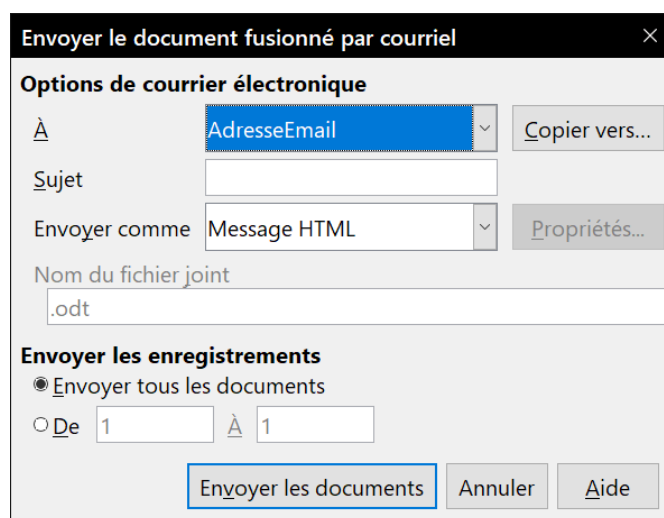 Envoyer le document fusionné par courriel
Options de courrier électronique
À AdresseEmail Copier vers...
Sujet
Envoyer comme Message HTML Propriétés...
Nom du fichier joint
.odt
Envoyer les enregistrements
Envoyer tous les documents
De 1 À 1
Envoyer les documents Annuler Aide